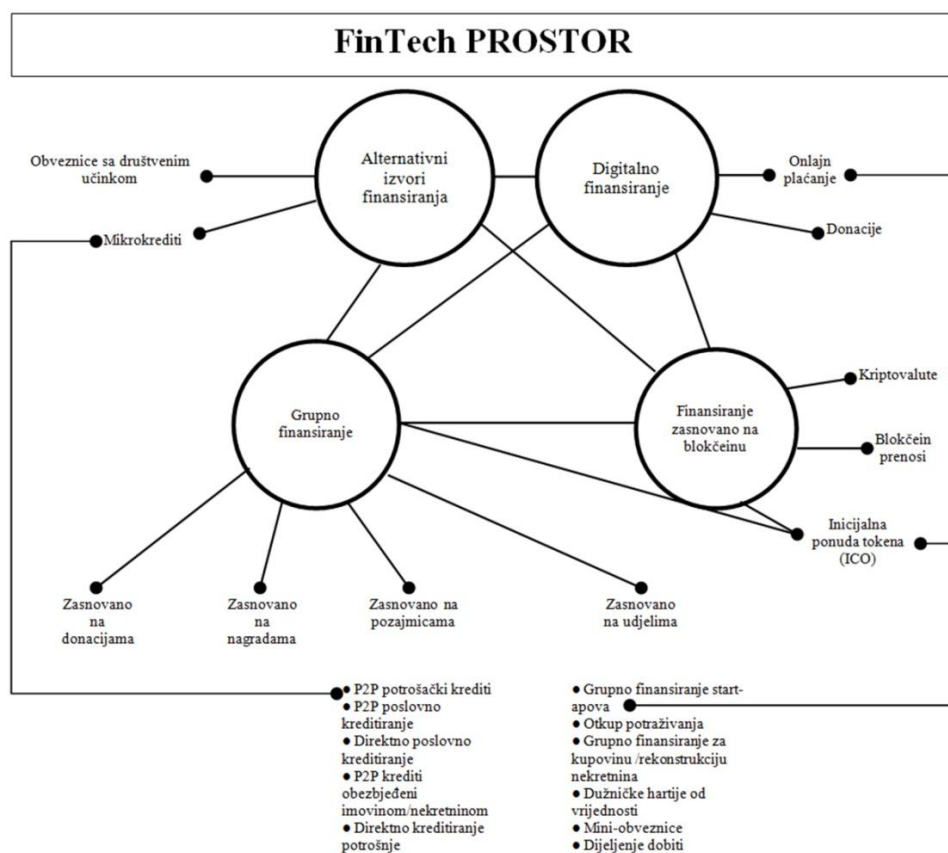 FinTech PROSTOR
Alternativni
izvori
finansiranja
Digitalno
finansiranje
Obveznice sa društvenim
učinkom
Mikrokrediti
Onlajn
plaćanje
Donacije
Grupno
finansiranje
Finansiranje
zasnovano na
blokčeinu
Kriptovalute
Blokčein
prenosi
Inicijalna
ponuda tokena
(ICO)
Zasnovano
na
donacijama
Zasnovano
na
nagradama
Zasnovano na
pozajmicama
Zasnovano
na udjelima
● P2P potrošački krediti
● P2P poslovno
kreditiranje
● Direktno poslovno
kreditiranje
● P2P krediti
obezbjeđeni
imovinom/nekretninom
● Direktno kreditiranje
potrošnje
● Grupno finansiranje start-
apova
● Otkup potraživanja
● Grupno finansiranje za
kupovinu /rekonstrukciju
nekretnina
● Dužničke hartije od
vrijednosti
● Mini-obveznice
● Dijeljenje dobiti